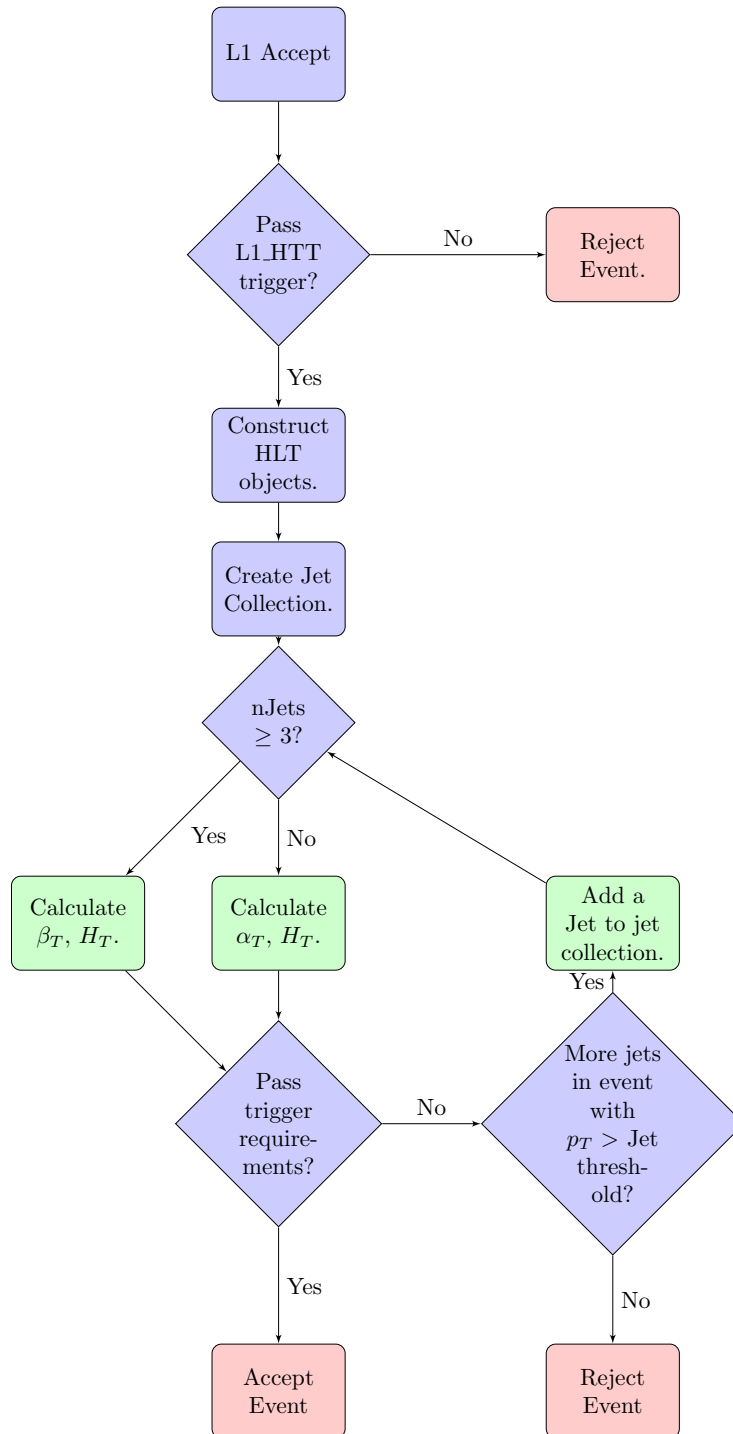 L1 Accept
Pass
L1_HTT
trigger?
No
Reject
Event.
Yes
Construct
HLT
objects.
Create Jet
Collection.
nJets
≥ 3?
Yes
No
Calculate
β_T, H_T.
Calculate
α_T, H_T.
Add a
Jet to jet
collection.
Yes
Pass
trigger
require-
ments?
No
More jets
in event
with
p_T > Jet
thresh-
old?
Yes
No
Accept
Event
Reject
Event